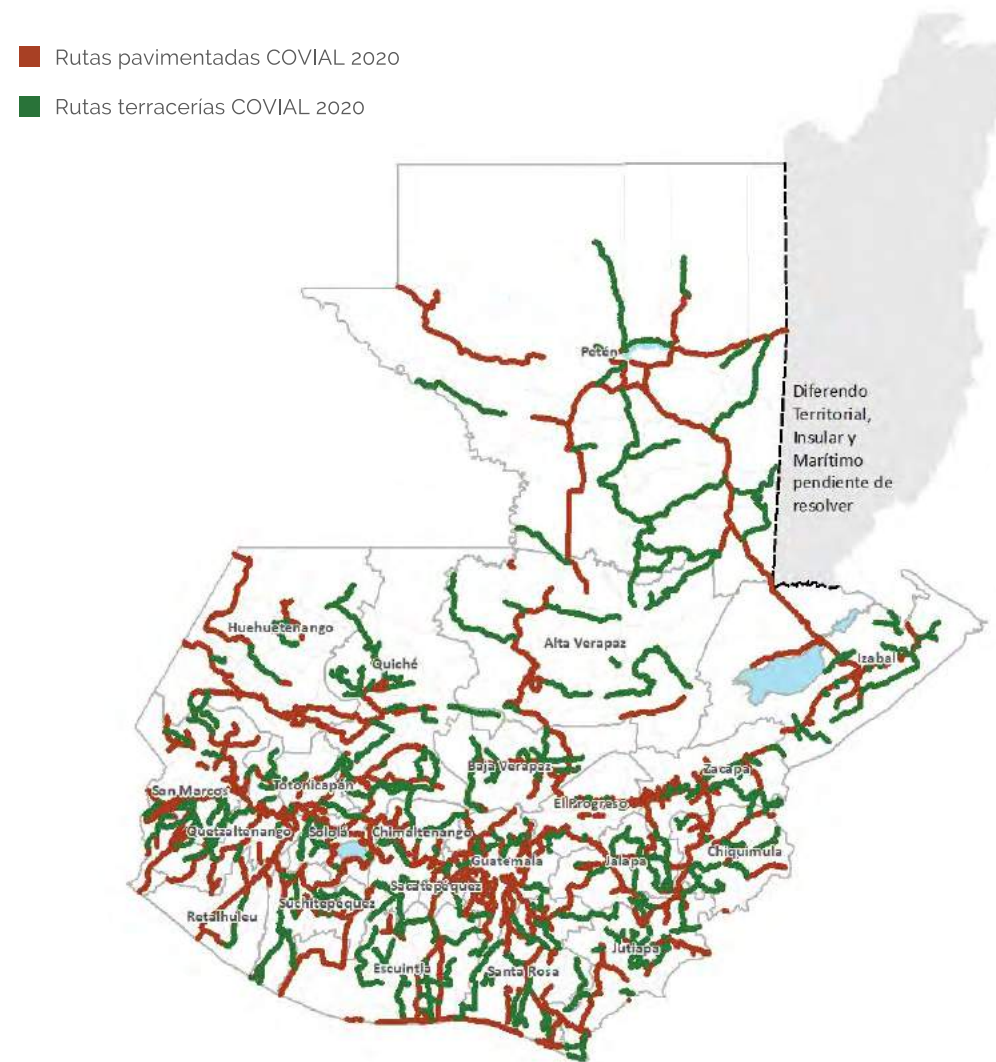 Rutas pavimentadas COVIAL 2020
Rutas terracerías COVIAL 2020
Petén
Diferendo
Territorial,
Insular y
Marítimo
pendiente de
resolver
Huehuetenango
Alta Verapaz
Quiché
Izabal
Baja Verapaz
Zacapa
San Marcos
Totonicapán
El Progreso
Quetzaltenango
Sololá
Chimaltenango
Guatemala
Jalapa
Chiquimula
Sacatepéquez
Suchitepéquez
Retalhuleu
Jutiapa
Escuintla
Santa Rosa